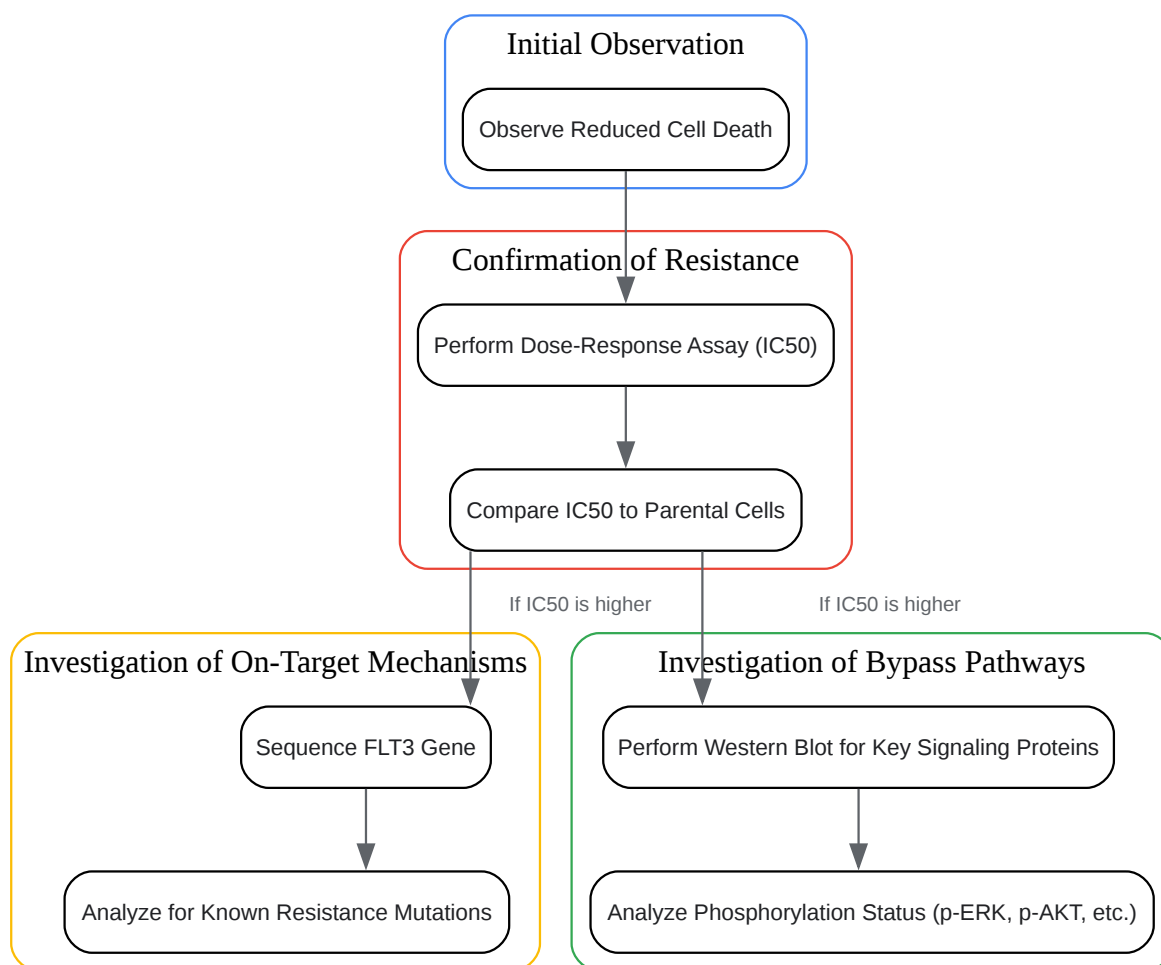 Initial Observation
Observe Reduced Cell Death
Confirmation of Resistance
Perform Dose-Response Assay (IC50)
Compare IC50 to Parental Cells
If IC50 is higher
If IC50 is higher
Investigation of On-Target Mechanisms
Sequence FLT3 Gene
Analyze for Known Resistance Mutations
Investigation of Bypass Pathways
Perform Western Blot for Key Signaling Proteins
Analyze Phosphorylation Status (p-ERK, p-AKT, etc.)